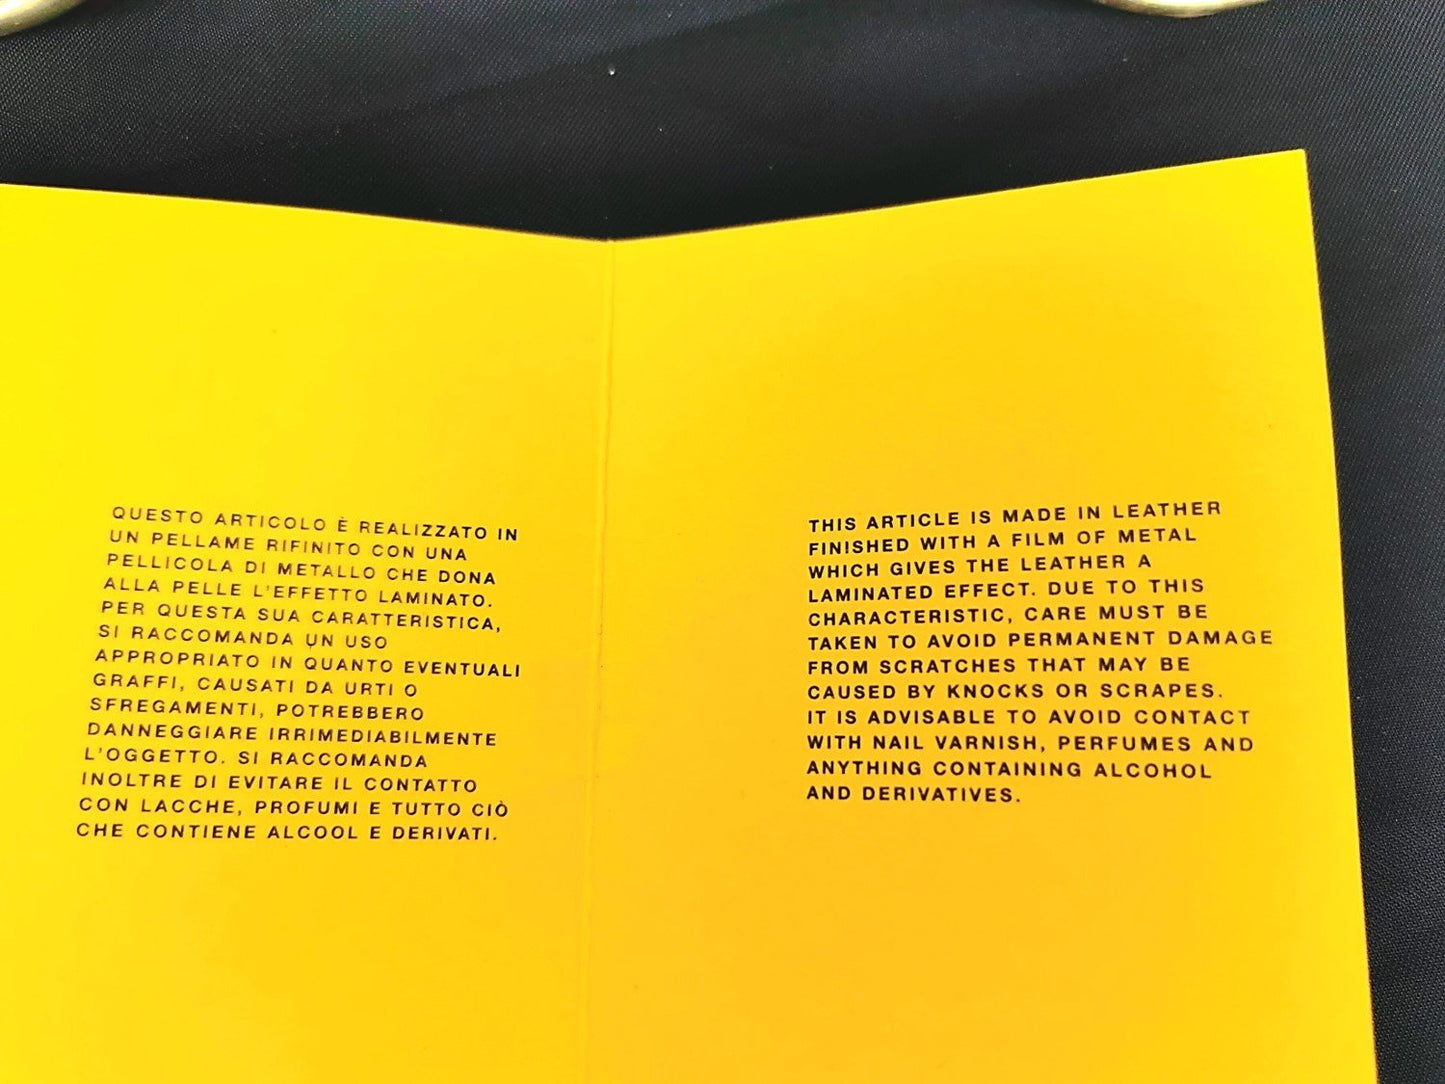 QUESTO ARTICOLO È REALIZZATO IN
UN PELLAME RIFINITO CON UNA
PELLICOLA DI METALLO CHE DONA
ALLA PELLE L'EFFETTO LAMINATO.
PER QUESTA SUA CARATTERISTICA,
SI RACCOMANDA UN USO
APPROPRIATO IN QUANTO EVENTUALI
GRAFFI, CAUSATI DA URTI O
SFREGAMENTI, POTREBBERO
DANNEGGIARE IRRIMEDIABILMENTE
L'OGGETTO. SI RACCOMANDA
INOLTRE DI EVITARE IL CONTATTO
CON LACCHE, PROFUMI E TUTTO CIÒ
CHE CONTIENE ALCOOL E DERIVATI.
THIS ARTICLE IS MADE IN LEATHER
FINISHED WITH A FILM OF METAL
WHICH GIVES THE LEATHER A
LAMINATED EFFECT. DUE TO THIS
CHARACTERISTIC, CARE MUST BE
TAKEN TO AVOID PERMANENT DAMAGE
FROM SCRATCHES THAT MAY BE
CAUSED BY KNOCKS OR SCRAPES.
IT IS ADVISABLE TO AVOID CONTACT
WITH NAIL VARNISH, PERFUMES AND
ANYTHING CONTAINING ALCOHOL
AND DERIVATIVES.